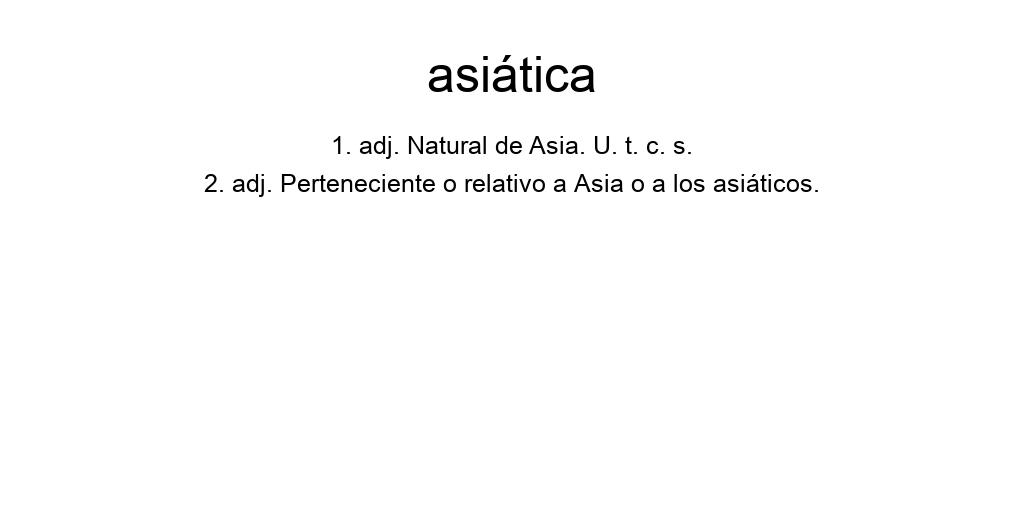 asiática
1. adj. Natural de Asia. U. t. c. s.
2. adj. Perteneciente o relativo a Asia o a los asiáticos.